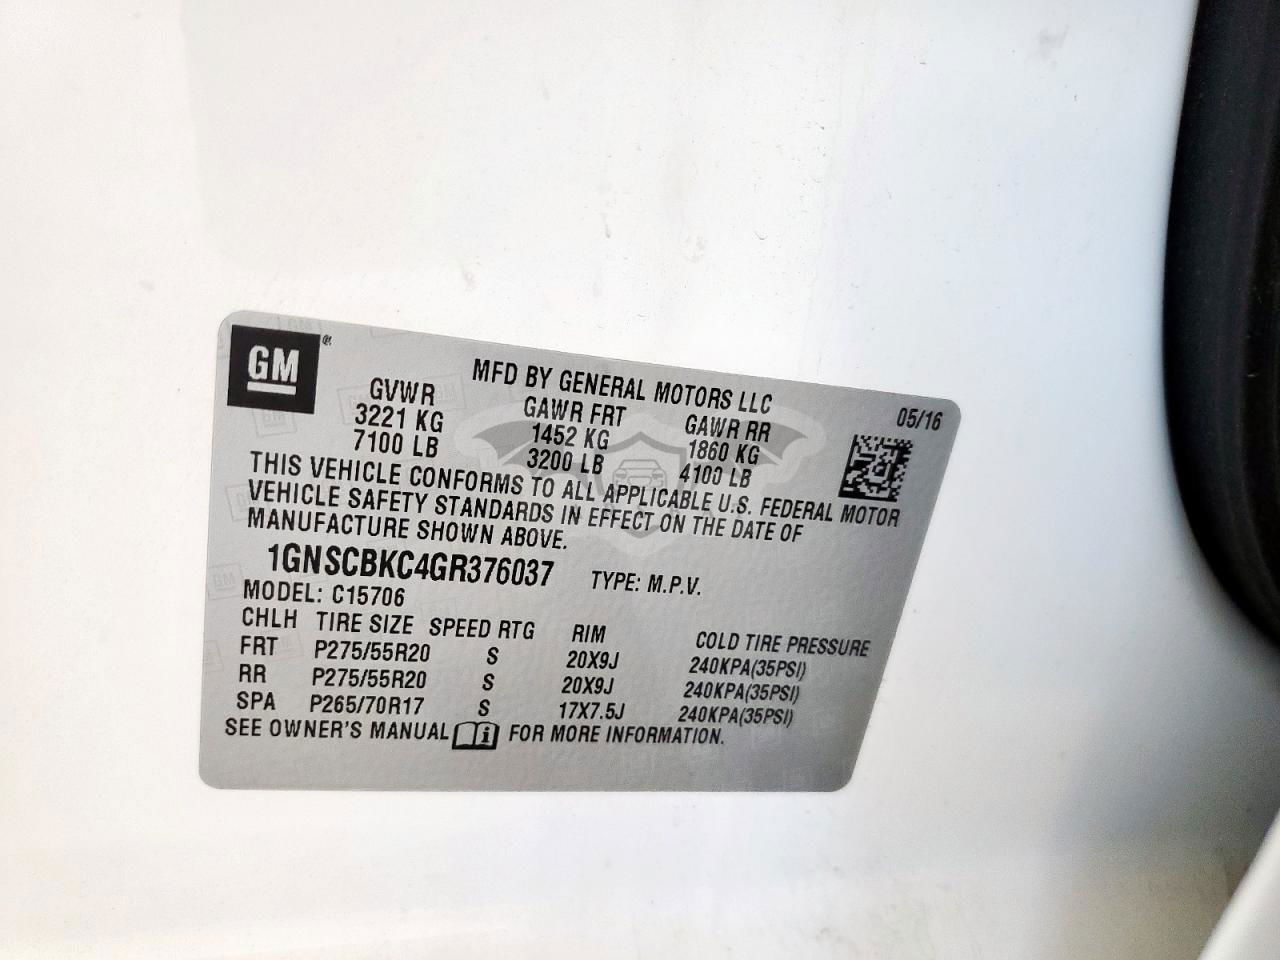 GM
MFD BY GENERAL MOTORS LLC
05/16
GVWR GAWR FRT GAWR RR
3221 KG 1452 KG 1860 KG
7100 LB 3200 LB 4100 LB
THIS VEHICLE CONFORMS TO ALL APPLICABLE U.S. FEDERAL MOTOR
VEHICLE SAFETY STANDARDS IN EFFECT ON THE DATE OF
MANUFACTURE SHOWN ABOVE.
1GNSCBKC4GR376037 TYPE: M.P.V.
MODEL: C15706
CHLH TIRE SIZE SPEED RTG RIM COLD TIRE PRESSURE
FRT P275/55R20 S 20X9J 240KPA(35PSI)
RR P275/55R20 S 20X9J 240KPA(35PSI)
SPA P265/70R17 S 17X7.5J 240KPA(35PSI)
SEE OWNER'S MANUAL FOR MORE INFORMATION.